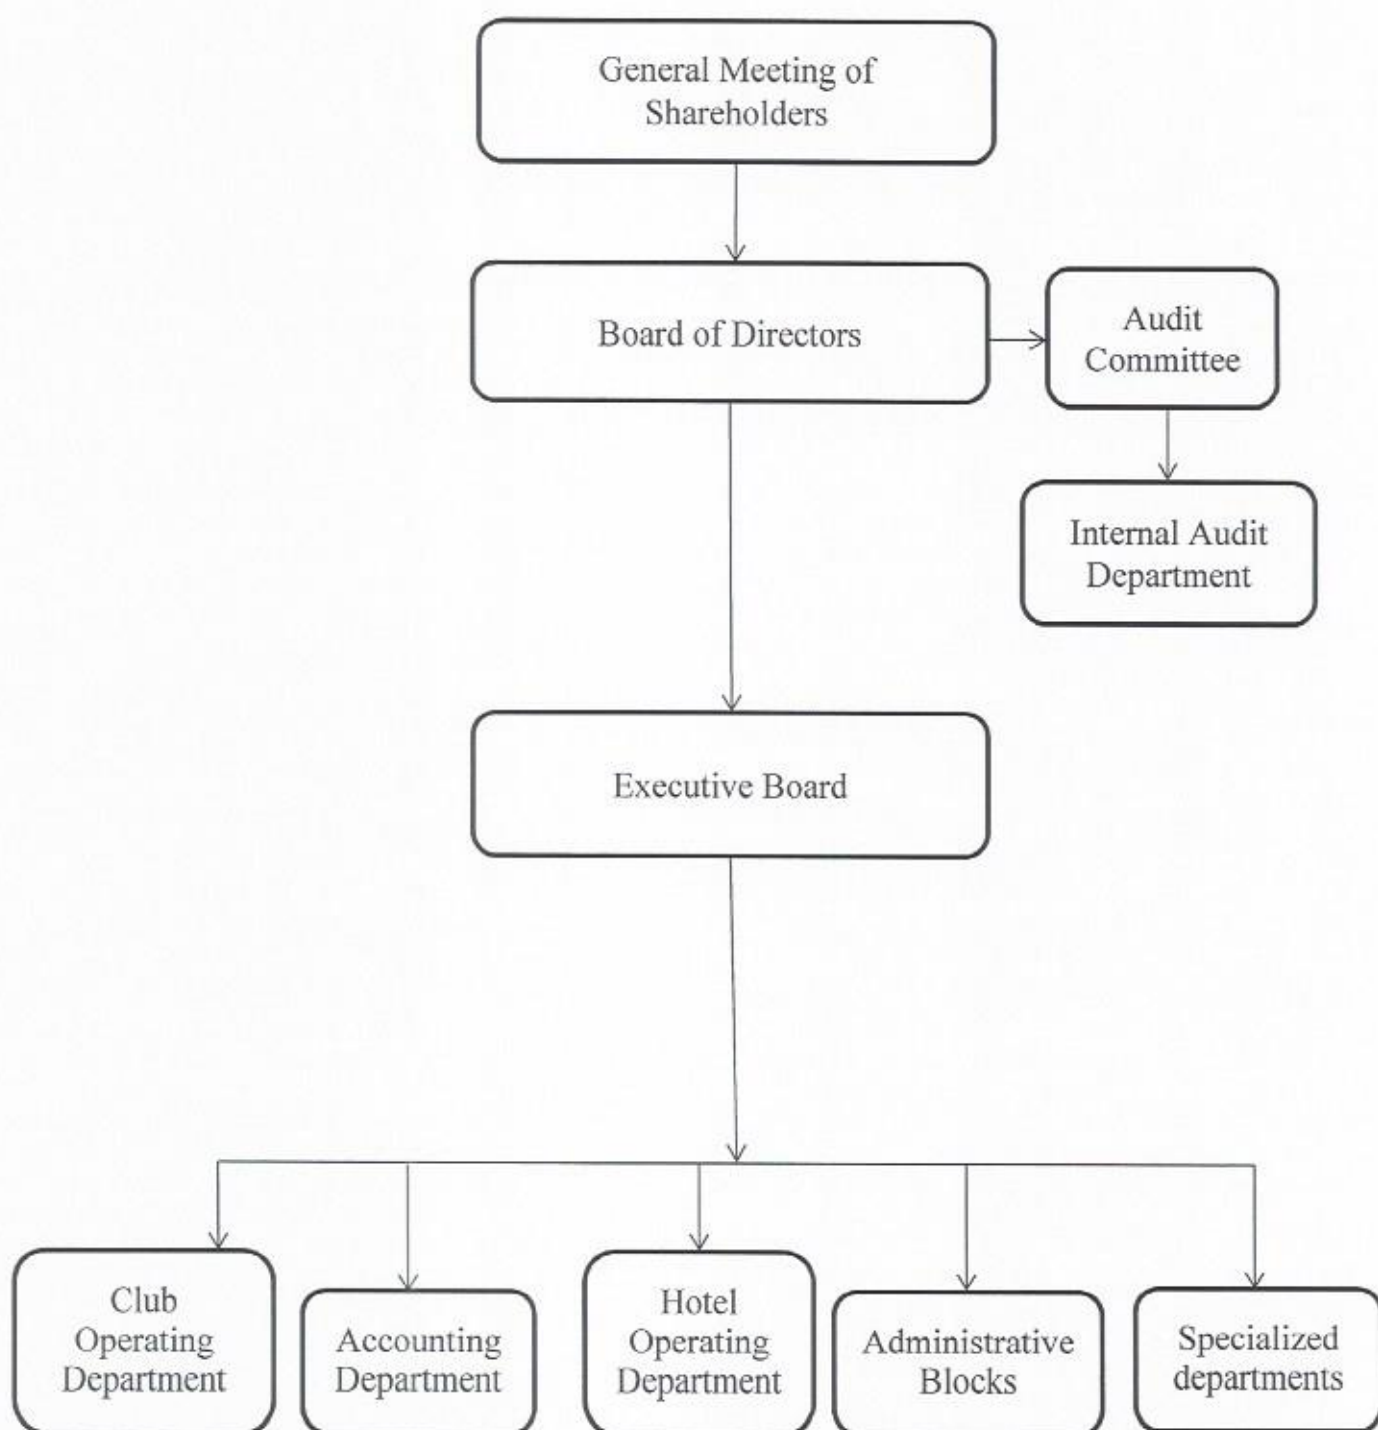 General Meeting of
Shareholders
Board of Directors
Audit
Committee
Internal Audit
Department
Executive Board
Club
Operating
Department
Accounting
Department
Hotel
Operating
Department
Administrative
Blocks
Specialized
departments